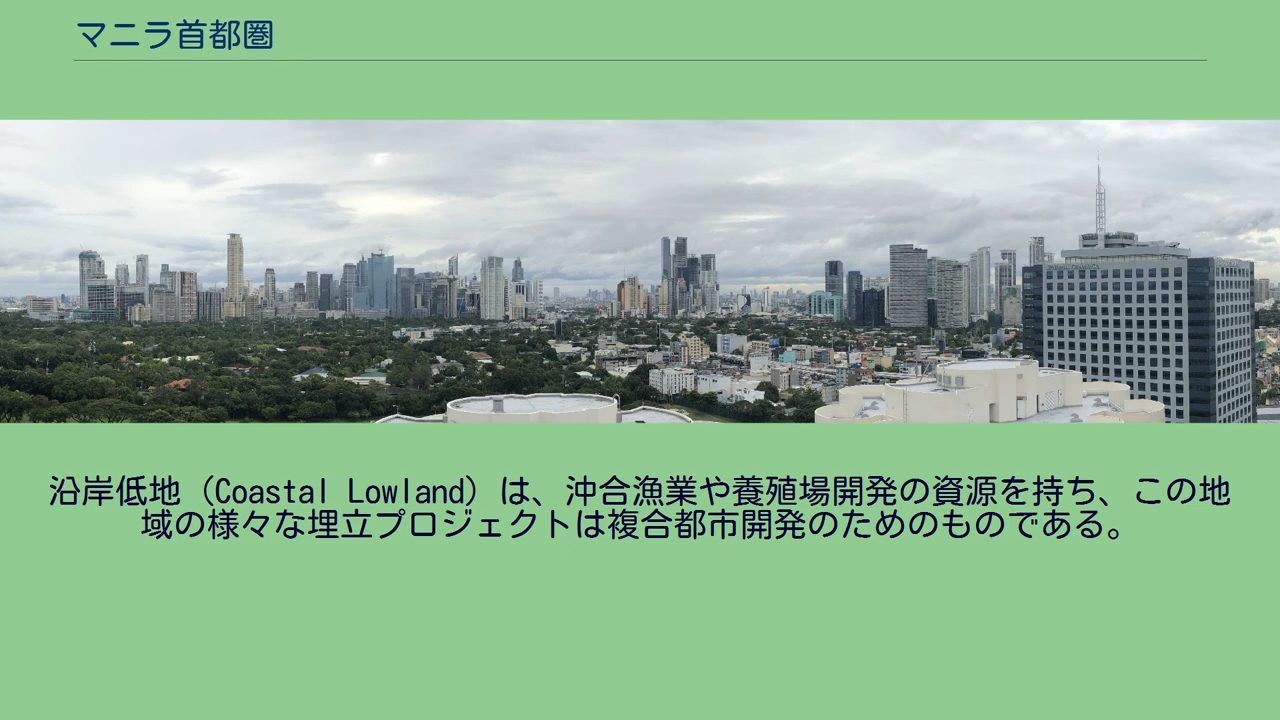 マニラ首都圏
沿岸低地（Coastal Lowland）は、沖合漁業や養殖場開発の資源を持ち、この地
域の様々な埋立プロジェクトは複合都市開発のためのものである。